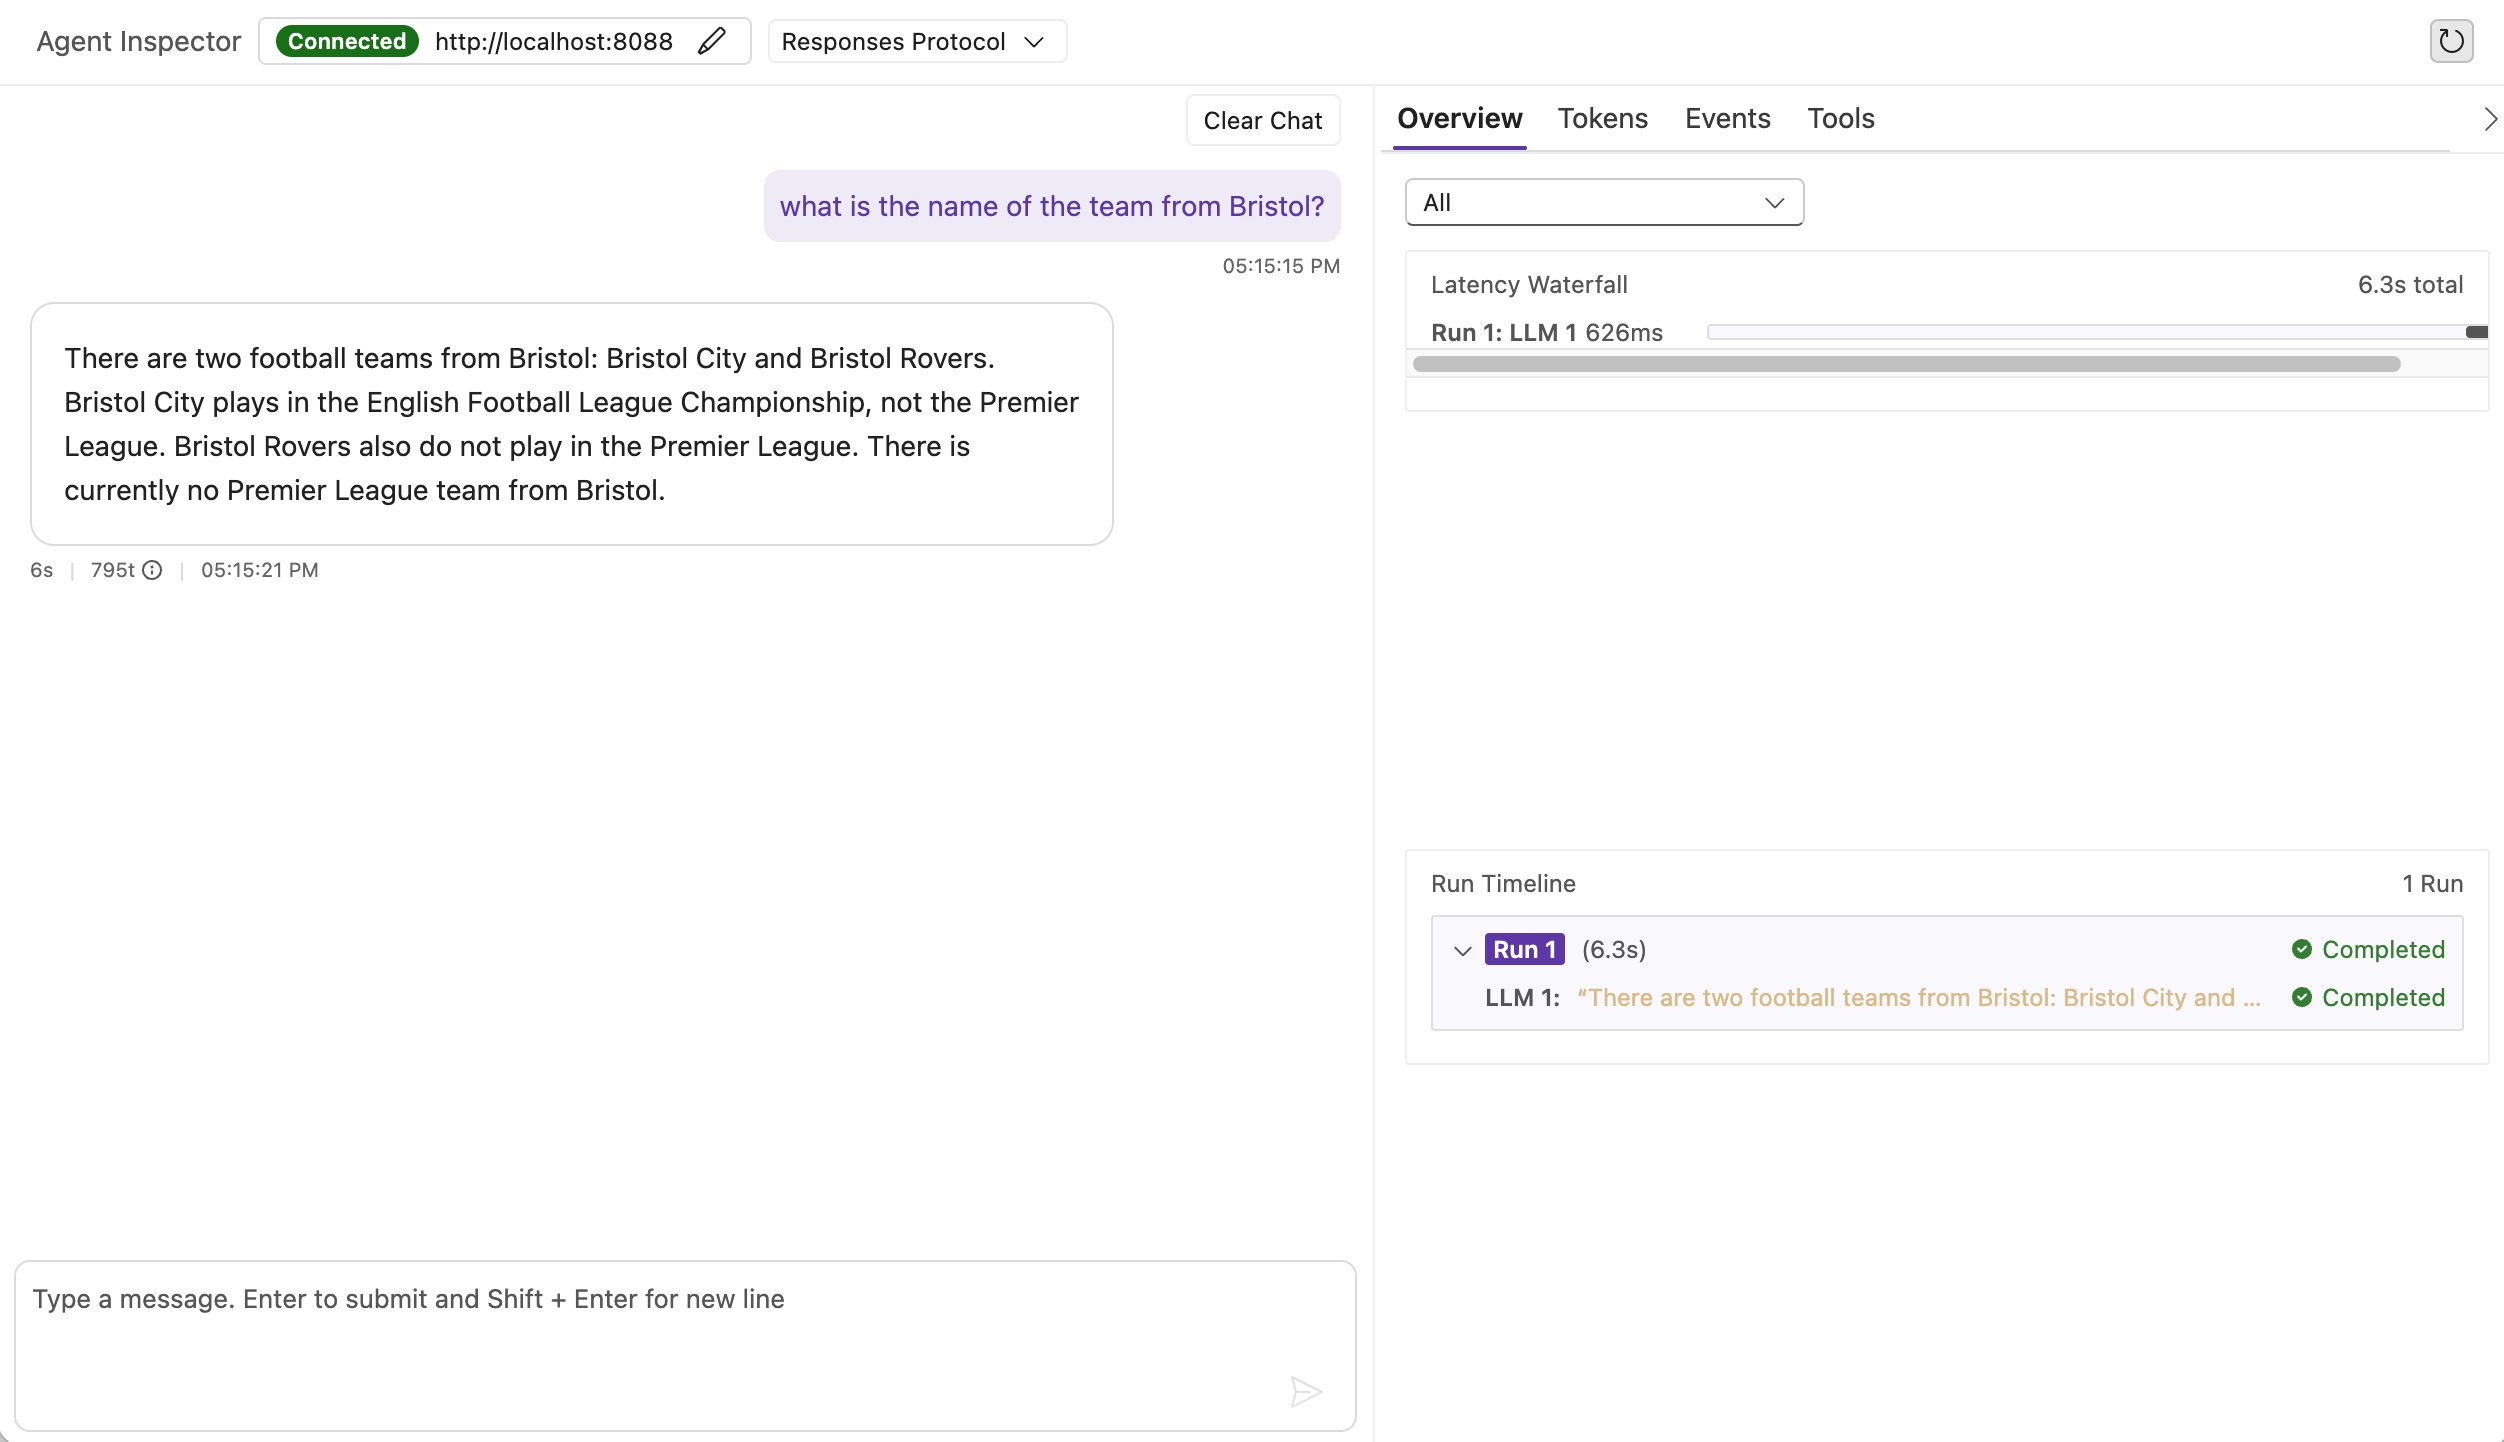 Agent Inspector
Connected http://localhost:8088
Responses Protocol
Clear Chat
what is the name of the team from Bristol?
05:15:15 PM
There are two football teams from Bristol: Bristol City and Bristol Rovers.
Bristol City plays in the English Football League Championship, not the Premier
League. Bristol Rovers also do not play in the Premier League. There is
currently no Premier League team from Bristol.
6s | 795t | 05:15:21 PM
Type a message. Enter to submit and Shift + Enter for new line
Overview Tokens Events Tools
All
Latency Waterfall 6.3s total
Run 1: LLM 1 626ms
Run Timeline 1 Run
Run 1 (6.3s) Completed
LLM 1: “There are two football teams from Bristol: Bristol City and ... Completed